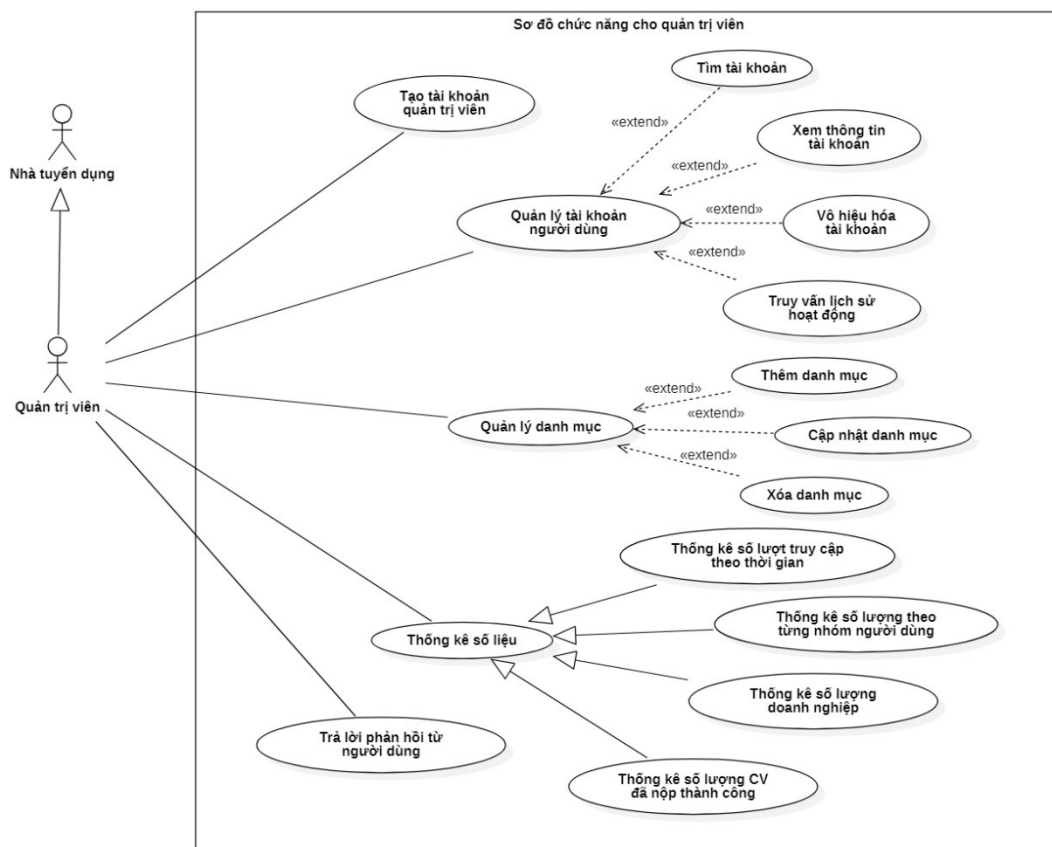 Sơ đồ chức năng cho quản trị viên
Tìm tài khoản
Tạo tài khoản
quản trị viên
«extend»
Xem thông tin
tài khoản
«extend»
Nhà tuyển dụng
Quản lý tài khoản
người dùng
«extend»
Vô hiệu hóa
tài khoản
«extend»
Truy vấn lịch sử
hoạt động
Quản trị viên
Thêm danh mục
«extend»
Quản lý danh mục
«extend»
Cập nhật danh mục
«extend»
Xóa danh mục
Thống kê số lượt truy cập
theo thời gian
Thống kê số liệu
Thống kê số lượng theo
từng nhóm người dùng
Thống kê số lượng
doanh nghiệp
Trả lời phản hồi từ
người dùng
Thống kê số lượng CV
đã nộp thành công